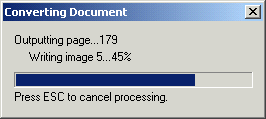 Converting Document
Outputting page...179
Writing image 5...45%
Press ESC to cancel processing.